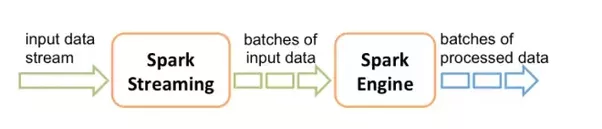 input data
stream
Spark
Streaming
batches of
input data
Spark
Engine
batches of
processed data